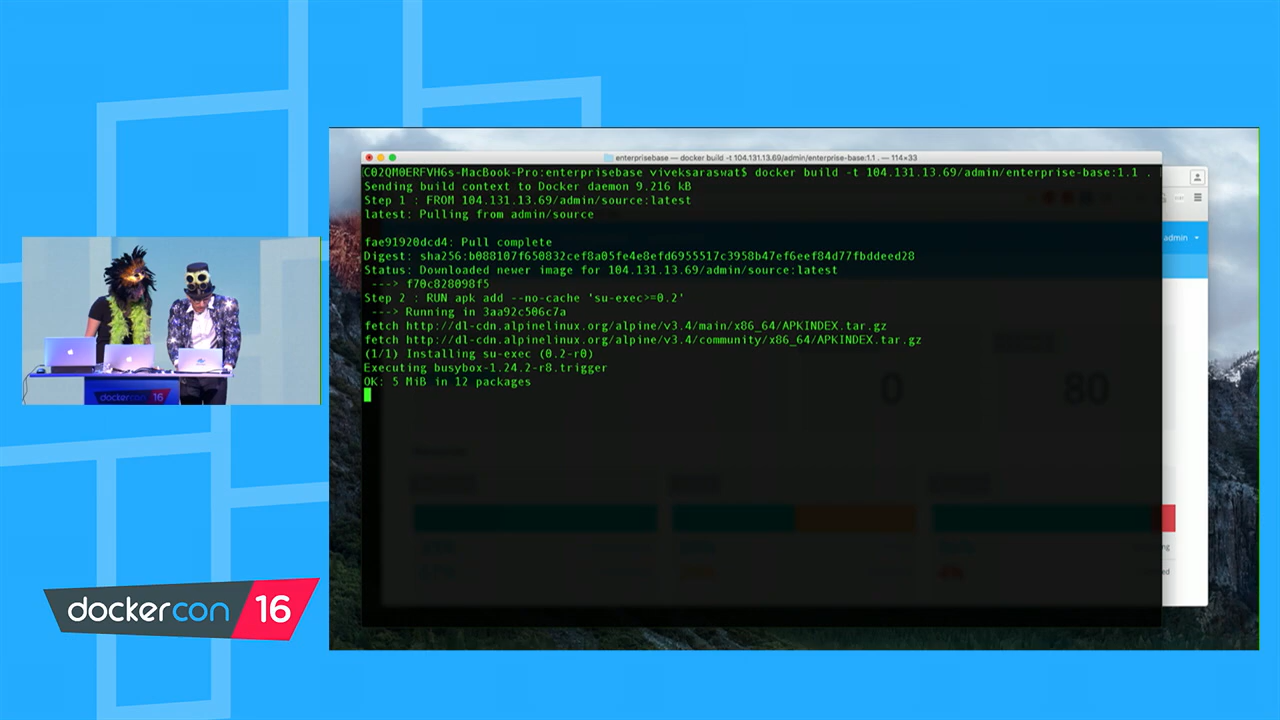 enterprisebase — docker build -t 104.131.13.69/admin/enterprise-base:1.1 . — 114×33
C02QM0ERFVH6s-MacBook-Pro:enterprisebase viveksaraswat$ docker build -t 104.131.13.69/admin/enterprise-base:1.1 .
Sending build context to Docker daemon 9.216 kB
Step 1 : FROM 104.131.13.69/admin/source:latest
latest: Pulling from admin/source
fae91920dcd4: Pull complete
Digest: sha256:b088107f650832cef8a05fe4e8efd6955517c3958b47ef6eef84d77fbddeed28
Status: Downloaded newer image for 104.131.13.69/admin/source:latest
---> f70c828098f5
Step 2 : RUN apk add --no-cache 'su-exec>=0.2'
---> Running in 3aa92c506c7a
fetch http://dl-cdn.alpinelinux.org/alpine/v3.4/main/x86_64/APKINDEX.tar.gz
fetch http://dl-cdn.alpinelinux.org/alpine/v3.4/community/x86_64/APKINDEX.tar.gz
(1/1) Installing su-exec (0.2-r0)
Executing busybox-1.24.2-r8.trigger
OK: 5 MiB in 12 packages
admin
0
80
dockercon 16
dockercon 16